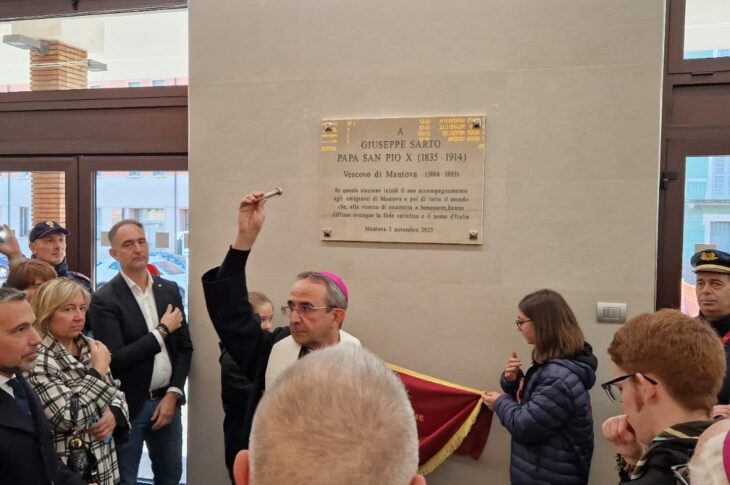 A
GIUSEPPE SARTO
PAPA SAN PIO X (1835 - 1914)
Vescovo di Mantova (1884 - 1893)
In questa stazione iniziò il suo accompagnamento
agli emigranti di Mantova e poi di tutto il mondo
che, alla ricerca di sicurezza e benessere, hanno
diffuso ovunque la fede cattolica e il nome d'Italia
Mantova 5 novembre 2023